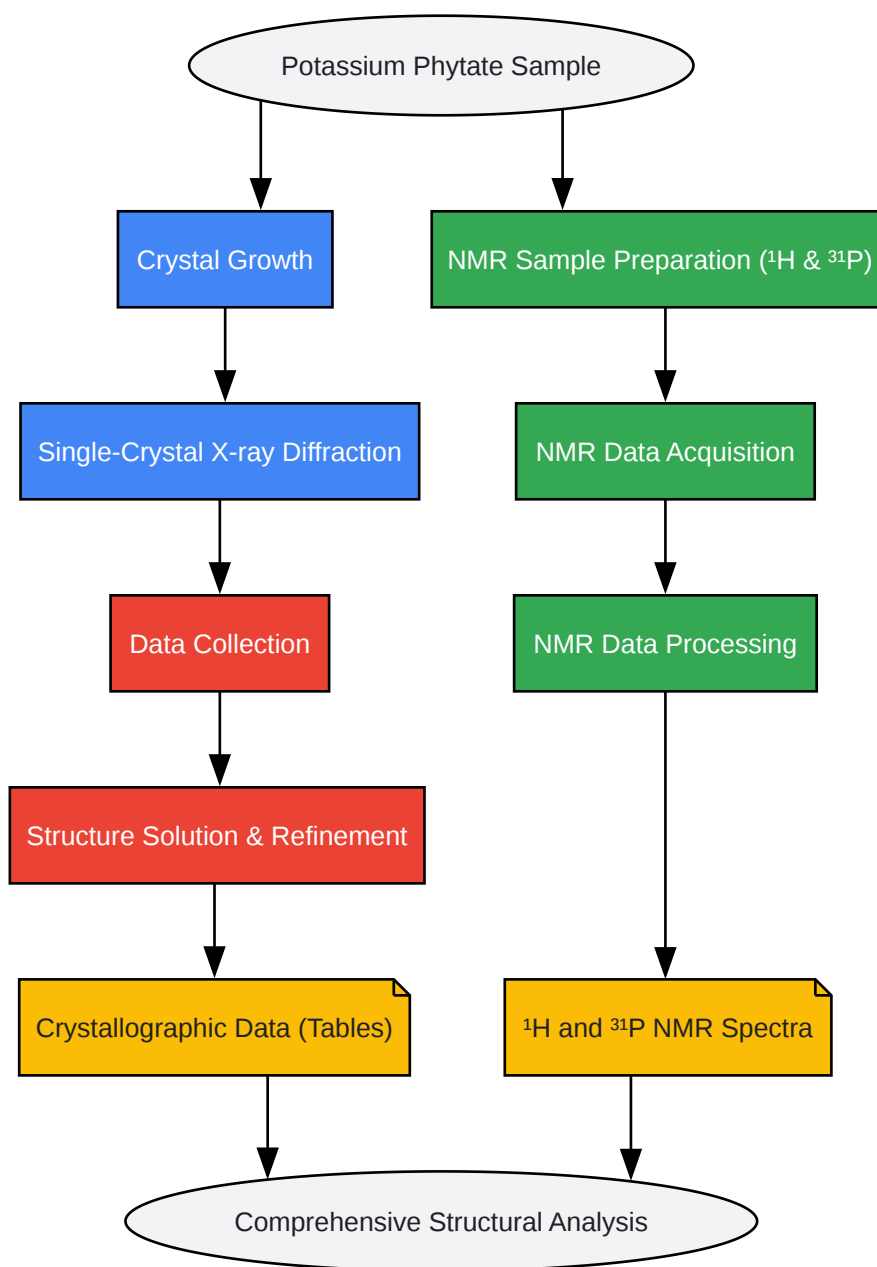 Potassium Phytate Sample
Crystal Growth
NMR Sample Preparation (¹H & ³¹P)
Single-Crystal X-ray Diffraction
NMR Data Acquisition
Data Collection
NMR Data Processing
Structure Solution & Refinement
Crystallographic Data (Tables)
¹H and ³¹P NMR Spectra
Comprehensive Structural Analysis